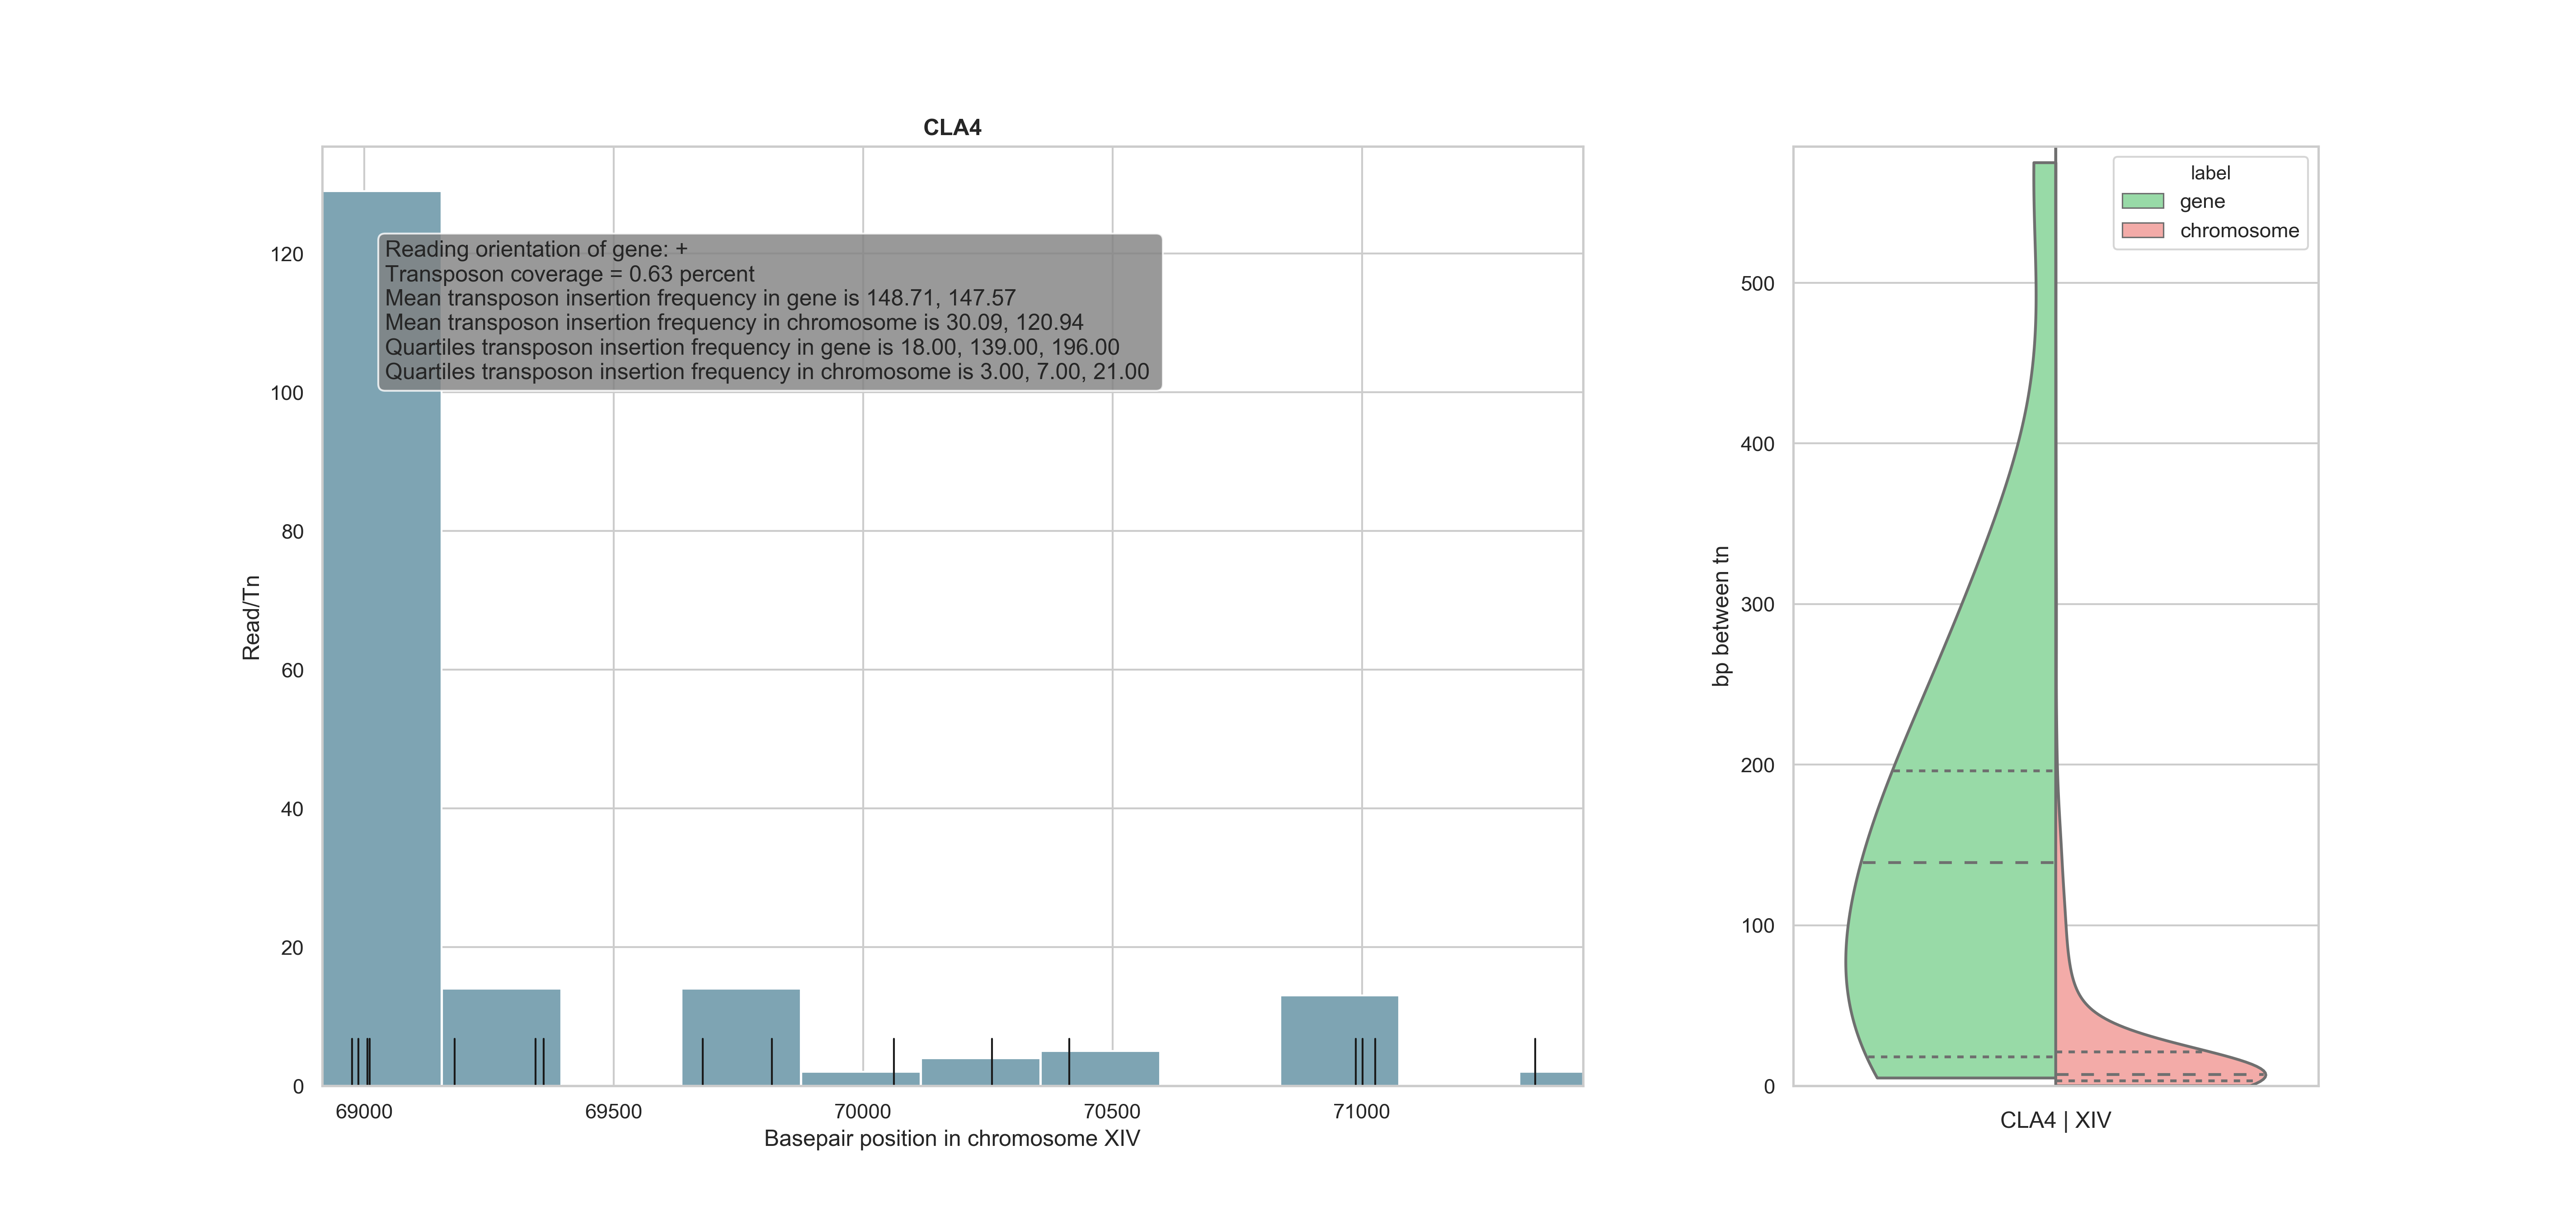 CLA4
Reading orientation of gene: +
Transposon coverage = 0.63 percent
Mean transposon insertion frequency in gene is 148.71, 147.57
Mean transposon insertion frequency in chromosome is 30.09, 120.94
Quartiles transposon insertion frequency in gene is 18.00, 139.00, 196.00
Quartiles transposon insertion frequency in chromosome is 3.00, 7.00, 21.00
Read/Tn
120
100
80
60
40
20
0
69000 69500 70000 70500 71000
Basepair position in chromosome XIV
label
gene
chromosome
bp between tn
500
400
300
200
100
0
CLA4 | XIV